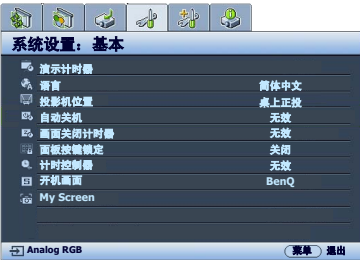 系统设置：基本
演示计时器
语言 简体中文
投影机位置 桌上正投
自动关机 无效
画面关闭计时器 无效
面板按键锁定 关闭
计时控制器 无效
开机画面 BenQ
My Screen
Analog RGB 菜单 退出